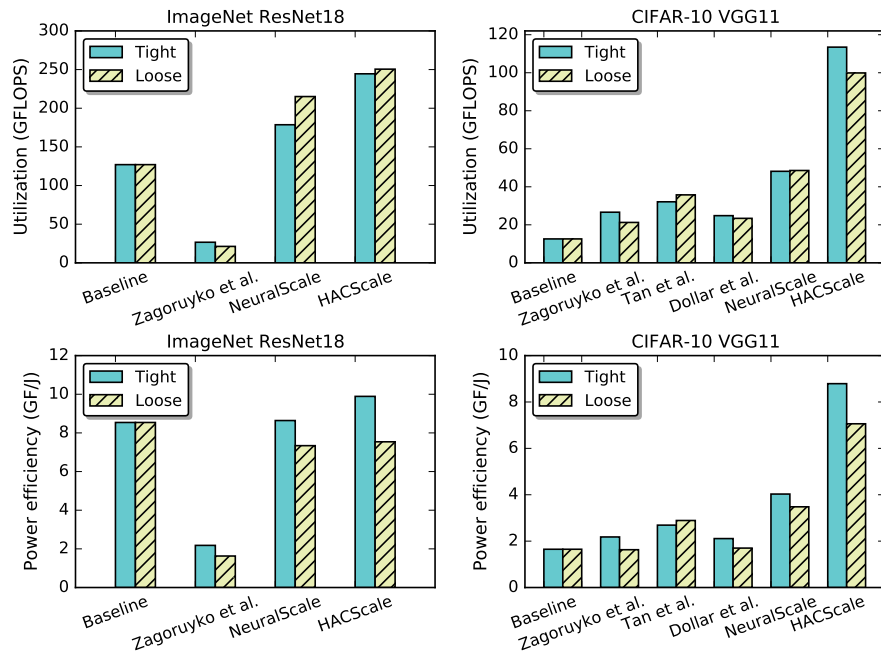 ImageNet ResNet18
Utilization (GFLOPS)
300
250
200
150
100
50
0
Tight
Loose
Baseline
Zagoruyko et al.
NeuralScale
HACScale
CIFAR-10 VGG11
Utilization (GFLOPS)
120
100
80
60
40
20
0
Tight
Loose
Baseline
Zagoruyko et al.
Tan et al.
Dollar et al.
NeuralScale
HACScale
ImageNet ResNet18
Power efficiency (GF/J)
12
10
8
6
4
2
0
Tight
Loose
Baseline
Zagoruyko et al.
NeuralScale
HACScale
CIFAR-10 VGG11
Power efficiency (GF/J)
10
8
6
4
2
0
Tight
Loose
Baseline
Zagoruyko et al.
Tan et al.
Dollar et al.
NeuralScale
HACScale